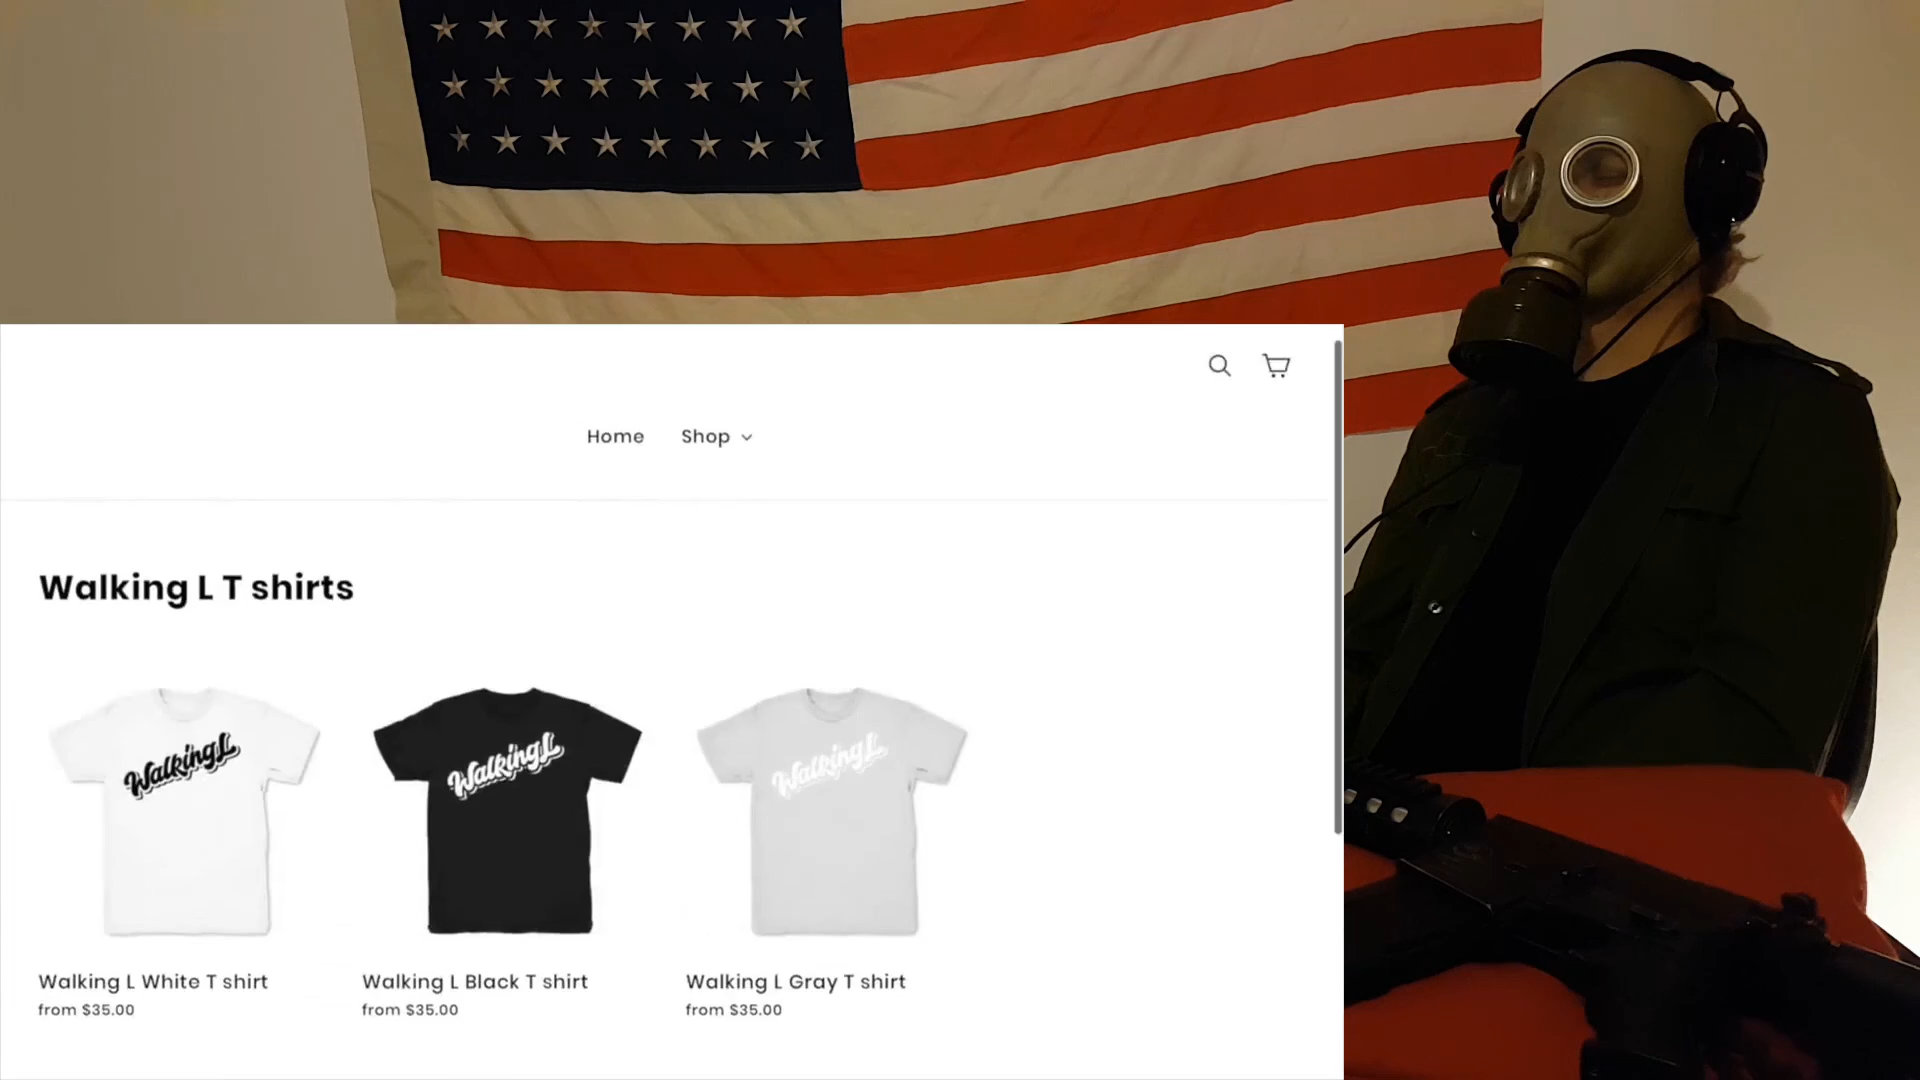 Home Shop
Walking L T shirts
WalkingL WalkingL WalkingL
Walking L White T shirt Walking L Black T shirt Walking L Gray T shirt
from $35.00 from $35.00 from $35.00